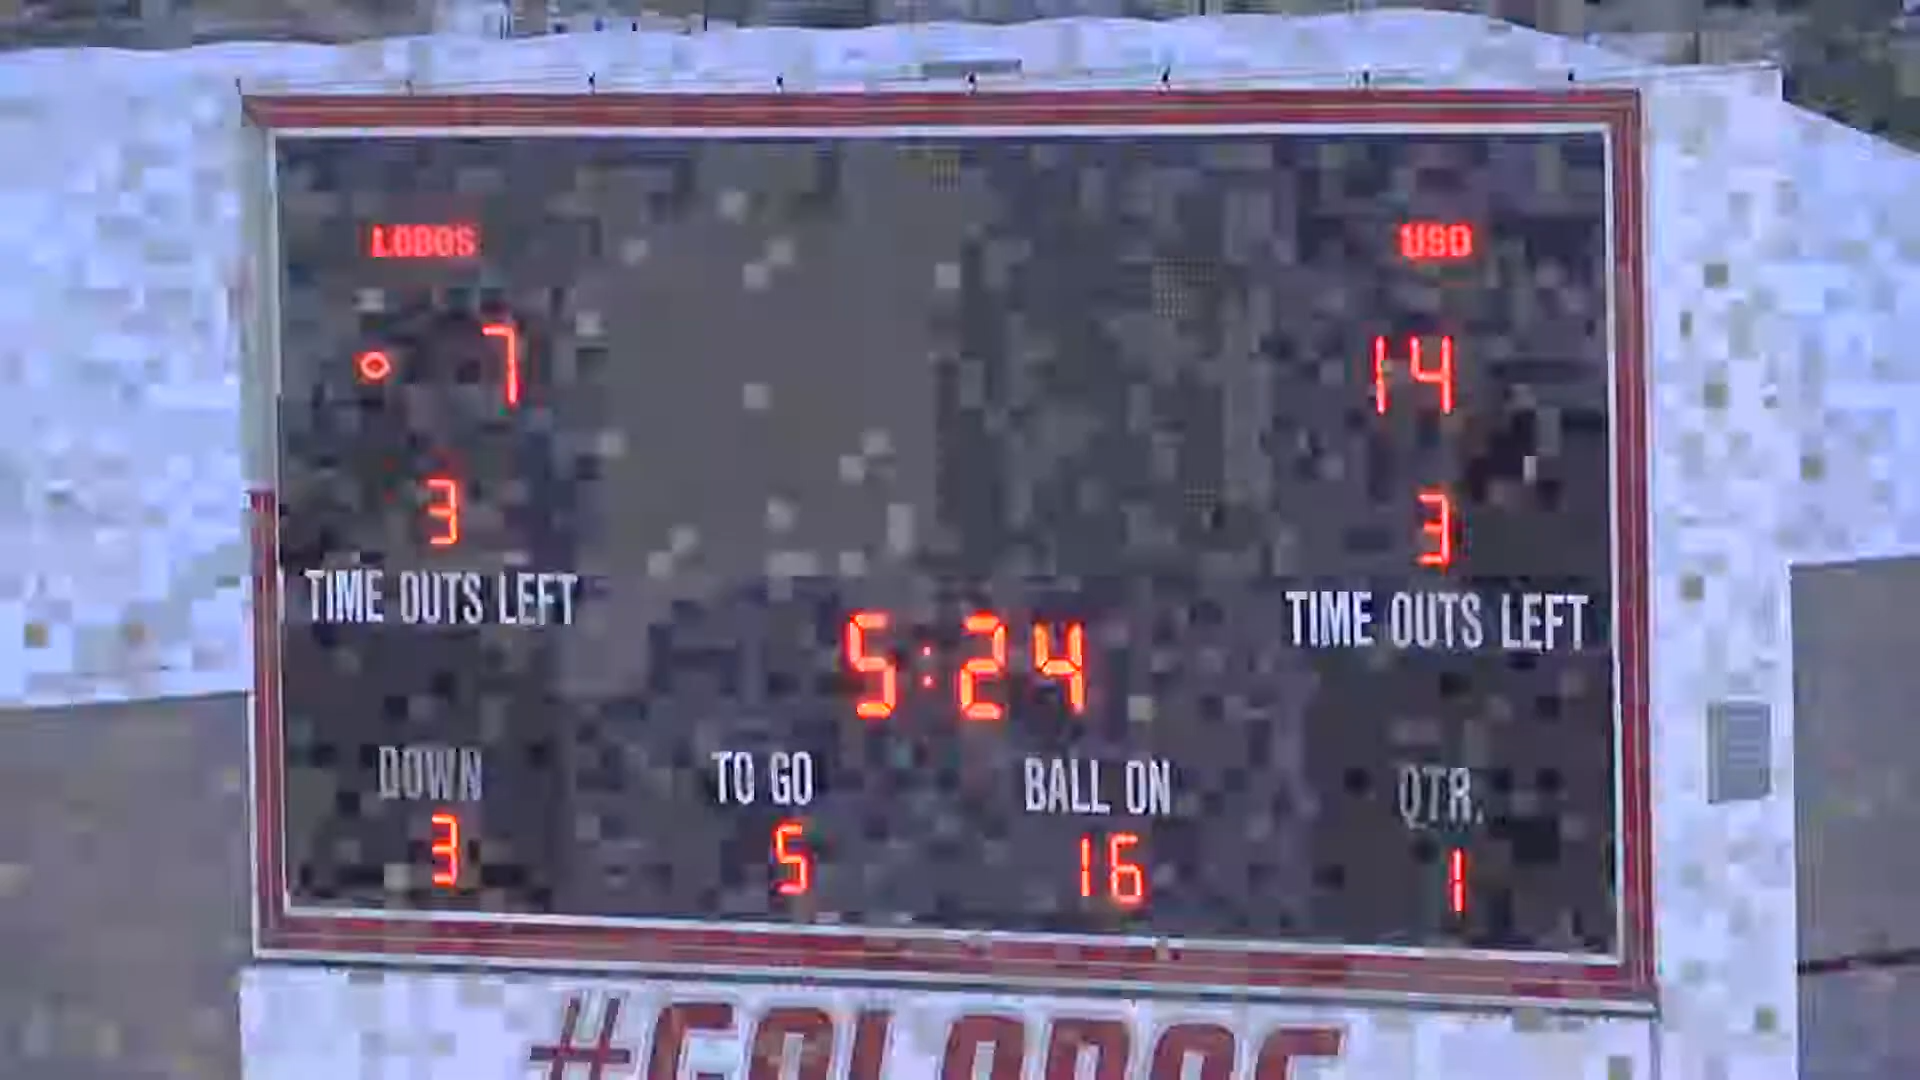 LOBOS USD
7 14
3 3
TIME OUTS LEFT TIME OUTS LEFT
5:24
DOWN TO GO BALL ON QTR.
3 5 16 1
#GOLOBOS